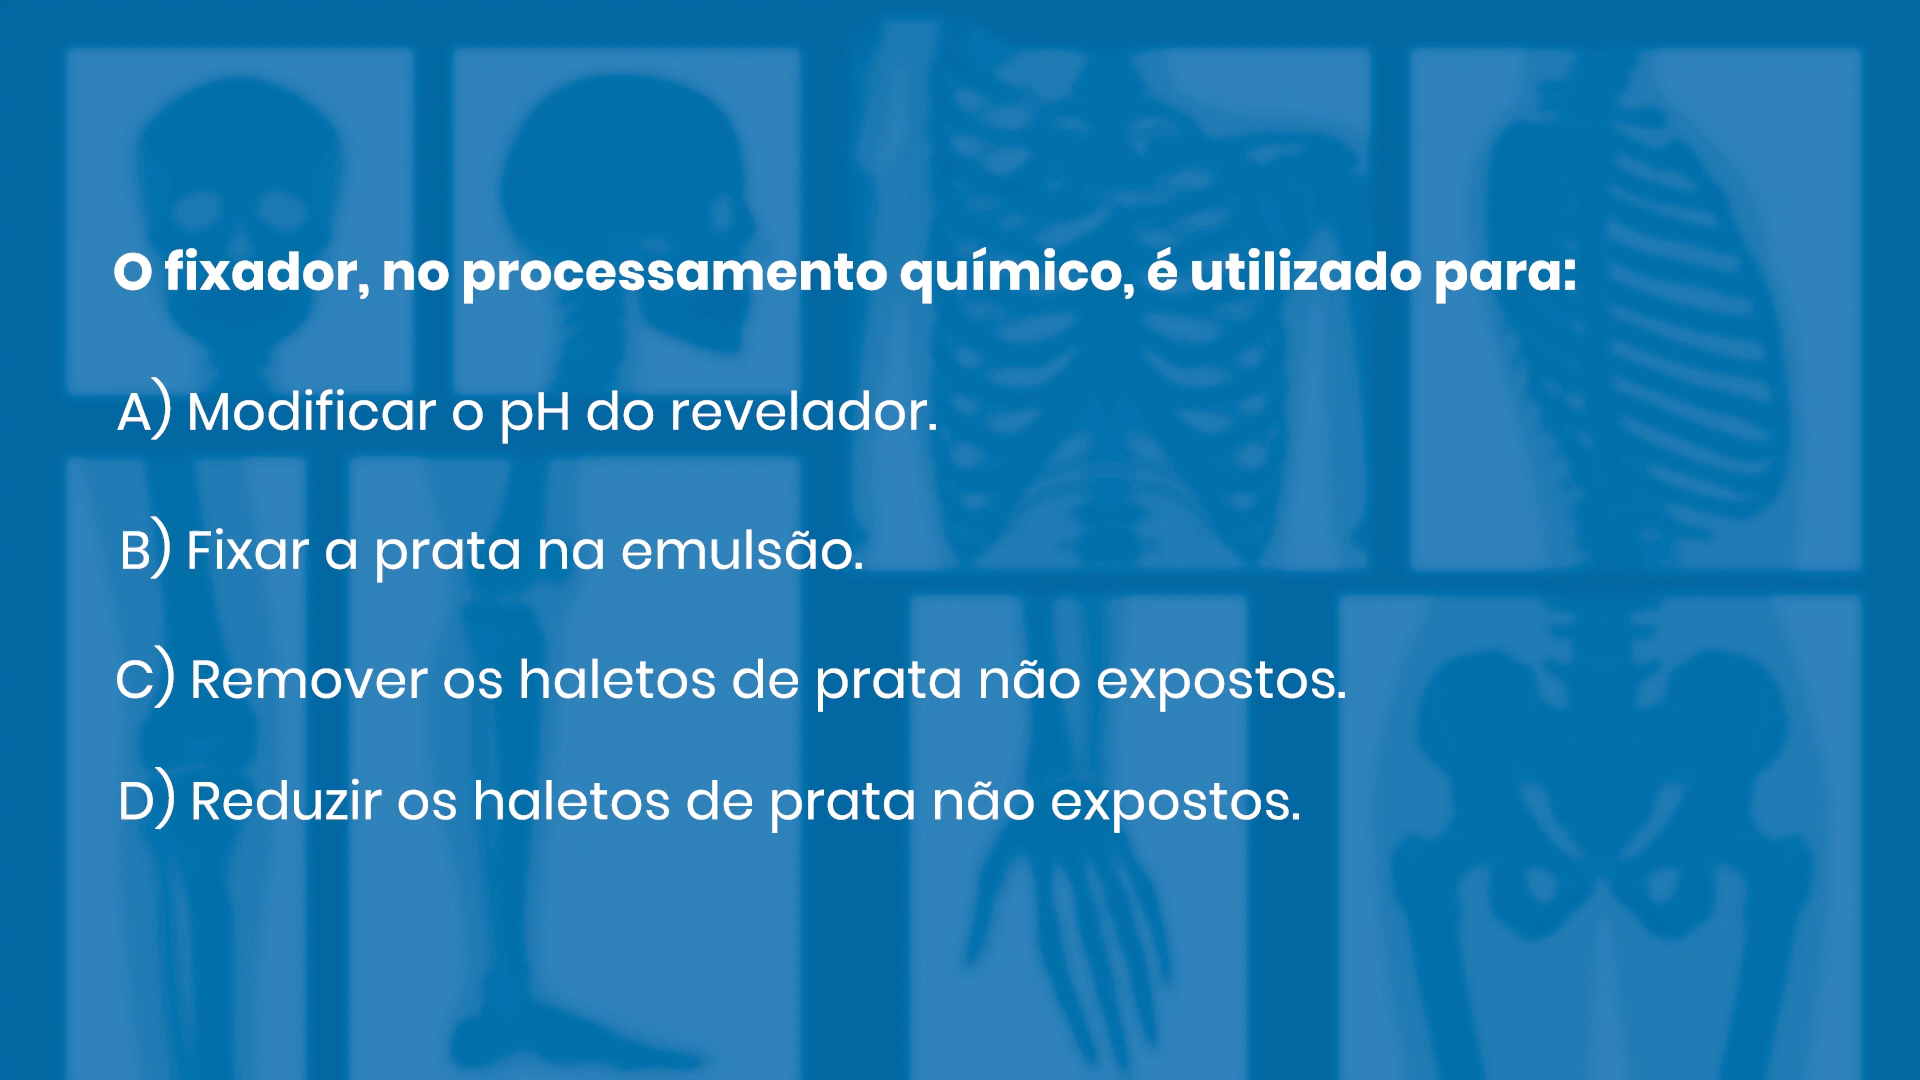 O fixador, no processamento químico, é utilizado para:
A) Modificar o pH do revelador.
B) Fixar a prata na emulsão.
C) Remover os haletos de prata não expostos.
D) Reduzir os haletos de prata não expostos.